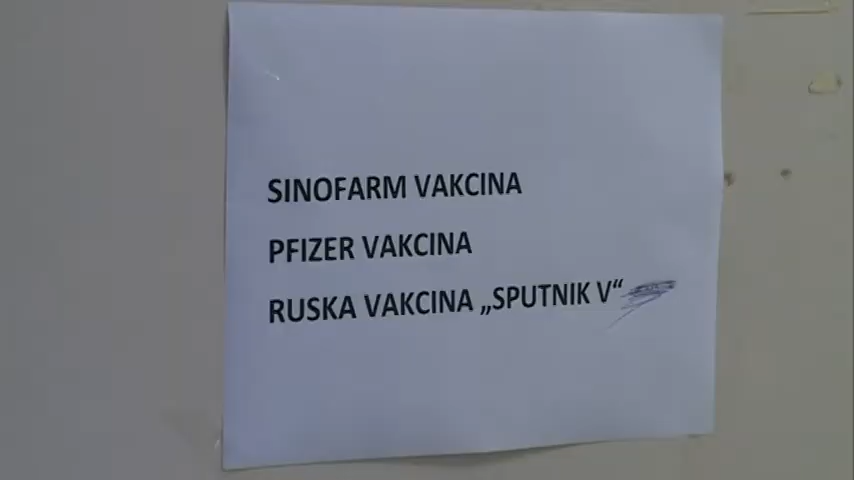 SINOFARM VAKCINA
PFIZER VAKCINA
RUSKA VAKCINA „SPUTNIK V“